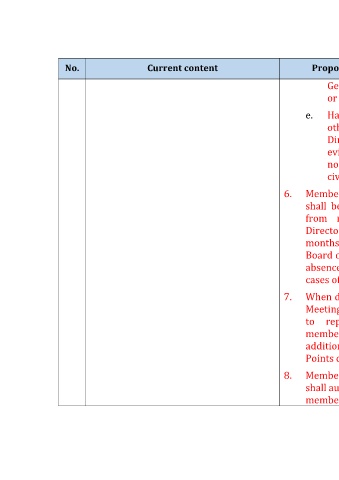 No. Current content Propo
Ge
or
e. Ha
oth
Dir
evi
no
civ
6. Membe
shall be
from r
Directo
months
Board o
absence
cases of
7. When d
Meeting
to rep
membe
addition
Points o
8. Membe
shall au
membe